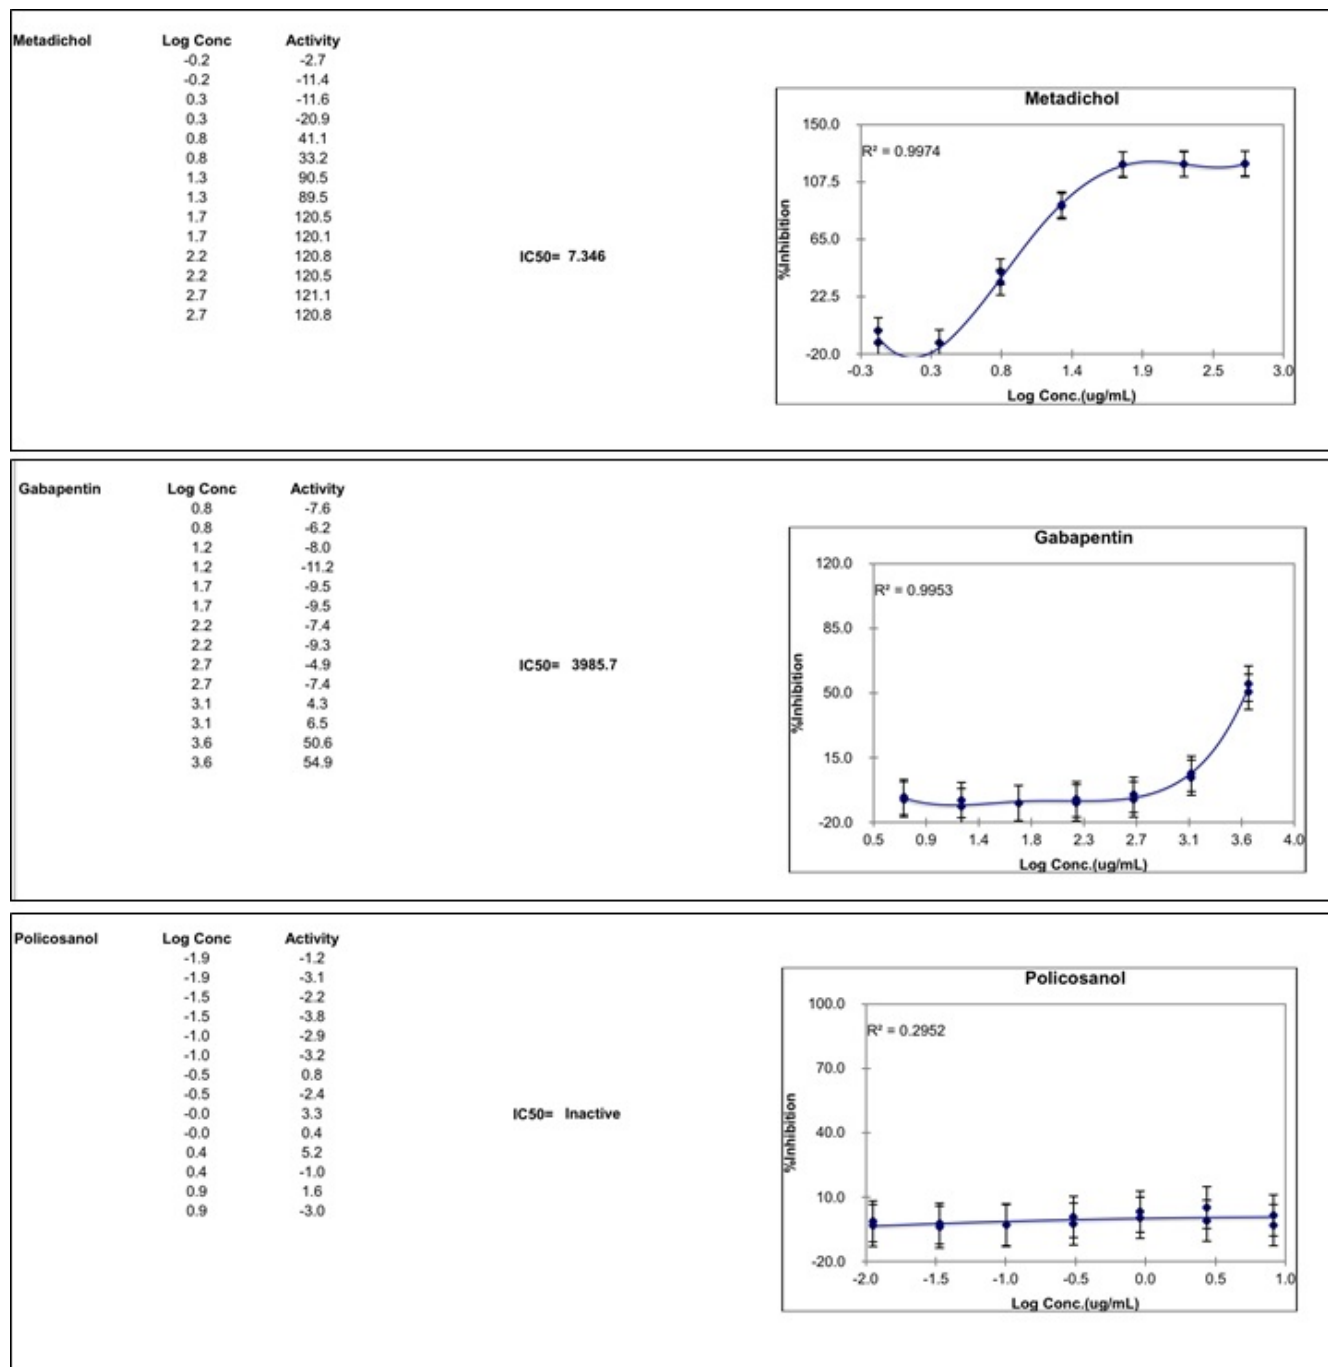 Metadichol Log Conc Activity
-0.2 -2.7
-0.2 -11.4
0.3 -11.6
0.3 -20.9
0.8 41.1
0.8 33.2
1.3 90.5
1.3 89.5
1.7 120.5
1.7 120.1
2.2 120.8
2.2 120.5
2.7 121.1
2.7 120.8
IC50= 7.346
Metadichol
R² = 0.9974
%Inhibition
150.0
107.5
65.0
22.5
-20.0
-0.3 0.3 0.8 1.4 1.9 2.5 3.0
Log Conc.(ug/mL)
Gabapentin Log Conc Activity
0.8 -7.6
0.8 -6.2
1.2 -8.0
1.2 -11.2
1.7 -9.5
1.7 -9.5
2.2 -7.4
2.2 -9.3
2.7 -4.9
2.7 -7.4
3.1 4.3
3.1 6.5
3.6 50.6
3.6 54.9
IC50= 3985.7
Gabapentin
R² = 0.9953
%Inhibition
120.0
85.0
50.0
15.0
-20.0
0.5 0.9 1.4 1.8 2.3 2.7 3.1 3.6 4.0
Log Conc.(ug/mL)
Policosanol Log Conc Activity
-1.9 -1.2
-1.9 -3.1
-1.5 -2.2
-1.5 -3.8
-1.0 -2.9
-1.0 -3.2
-0.5 0.8
-0.5 -2.4
-0.0 3.3
-0.0 0.4
0.4 5.2
0.4 -1.0
0.9 1.6
0.9 -3.0
IC50= Inactive
Policosanol
R² = 0.2952
%Inhibition
100.0
70.0
40.0
10.0
-20.0
-2.0 -1.5 -1.0 -0.5 0.0 0.5 1.0
Log Conc.(ug/mL)